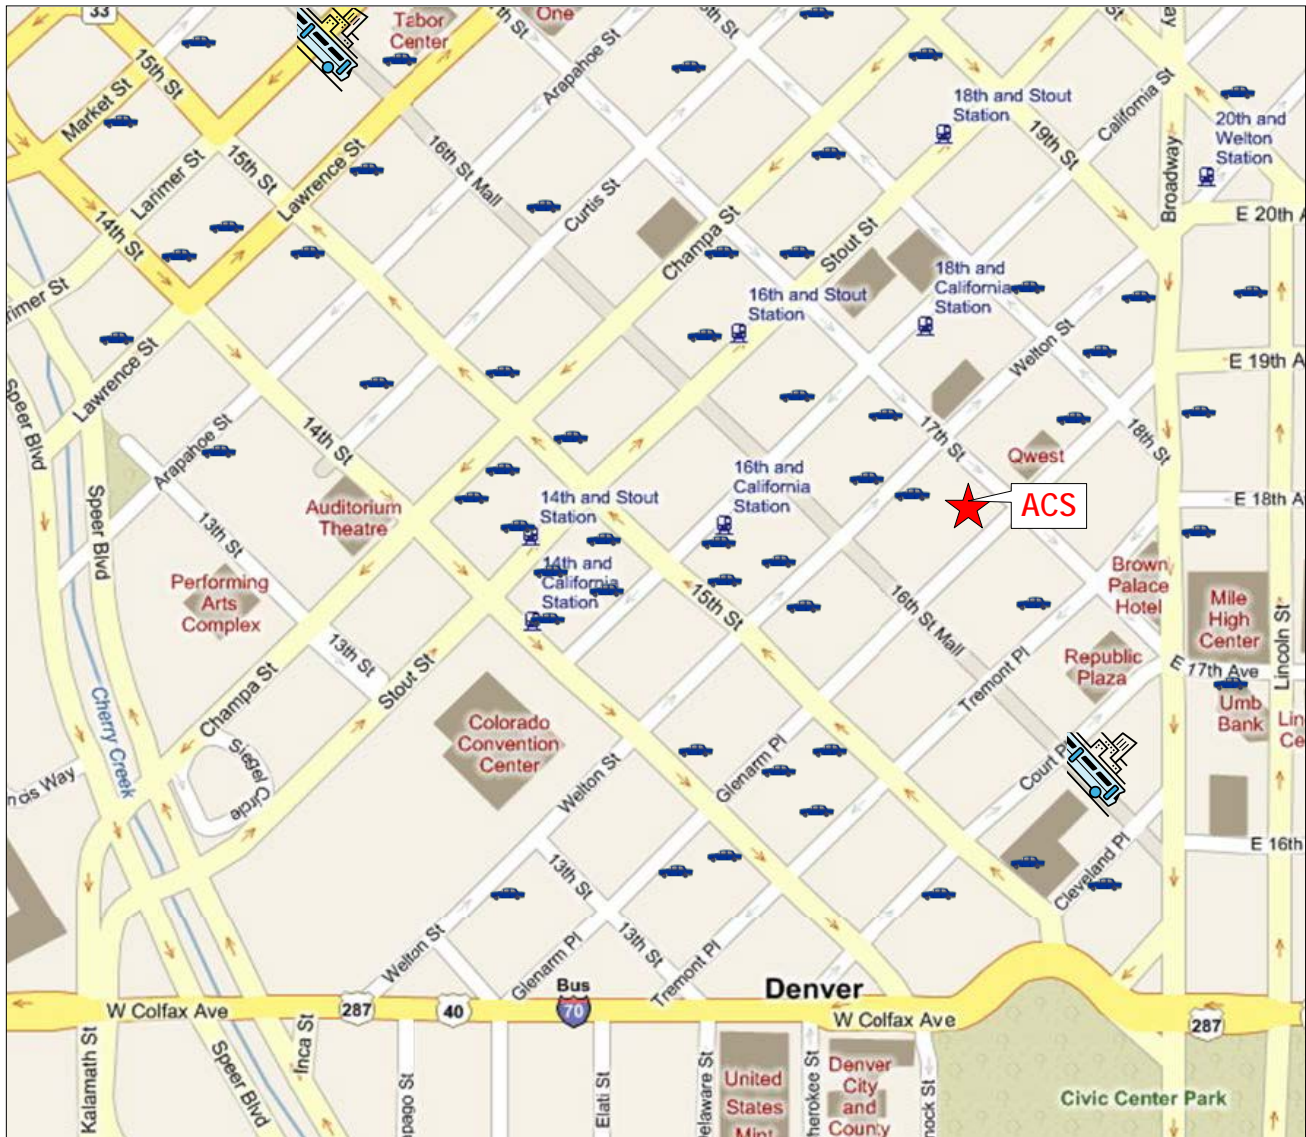 33
Tabor
Center
One
15th St
Market St
Larimer St
15th St
Lawrence St
14th St
16th St Mall
Arapahoe St
Curtis St
Champa St
Stout St
18th and Stout
Station
19th St
California St
Broadway
20th and
Welton
Station
E 20th
16th and Stout
Station
18th and
California
Station
Welton St
E 19th
Speer Blvd
Lawrence St
Arapahoe St
14th St
17th St
18th St
Qwest
ACS
E 18th
Auditorium
Theatre
14th and Stout
Station
16th and
California
Station
14th and
California
Station
Speer Blvd
13th St
Performing
Arts
Complex
13th St
Champa St
Stout St
15th St
16th St Mall
Brown
Palace
Hotel
Mile
High
Center
Lincoln St
E 17th Ave
Republic
Plaza
Umb
Bank
Tremont Pl
Cherry Creek
Siegel Circle
Colorado
Convention
Center
Welton St
Glenarm Pl
Court
Cleveland Pl
E 16th
13th St
13th St
Welton St
Glenarm Pl
Tremont Pl
Bus
70
Denver
W Colfax Ave
287
40
W Colfax Ave
287
Kalamath St
Speer Blvd
Inca St
Elati St
United
States
Mint
Denver
City
and
County
Civic Center Park